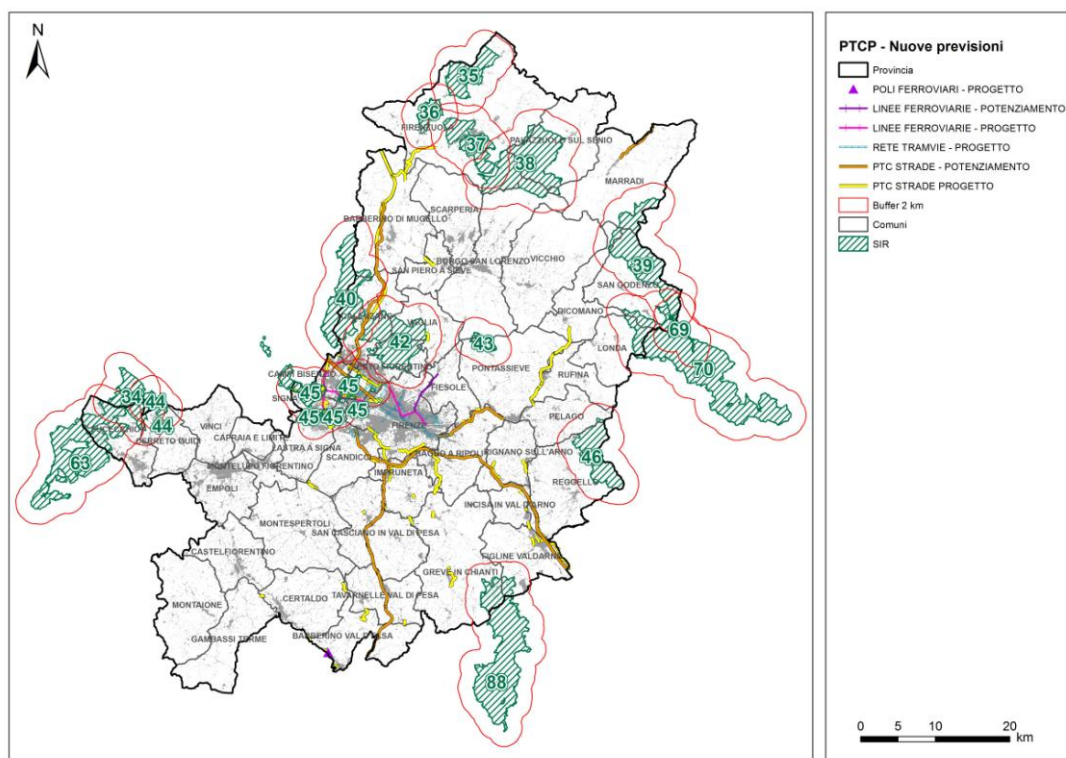 N
PTCP - Nuove previsioni
Provincia
POLI FERROVIARI - PROGETTO
LINEE FERROVIARIE - POTENZIAMENTO
LINEE FERROVIARIE - PROGETTO
RETE TRAMVIE - PROGETTO
PTC STRADE - POTENZIAMENTO
PTC STRADE PROGETTO
Buffer 2 km
Comuni
SIR
35
36
FIRENZUOLA
37
PALAZZUOLO SUL SENIO
38
MARRADI
SCARPERIA
BARBERINO DI MUGELLO
BORGO SAN LORENZO
VICCHIO
39
SAN PIERO A SIEVE
SAN GODENZO
40
DICOMANO
VAGLIA
69
42
43
LONDA
70
PONTASSIEVE
RUFINA
CAMPI BISENZIO
FIESOLE
45
45
SIGNA
34
44
45
45
45
44
FIRENZE
PELAGO
VINCI
CERRETO GUIDI
CAPRAIA E LIMITE
LASTRA A SIGNA
63
SCANDICCI
BAGNO A RIPOLI
RIGNANO SULL'ARNO
46
MONTELUPO FIORENTINO
IMPRUNETA
REGGELLO
EMPOLI
INCISA IN VAL D'ARNO
MONTESPERTOLI
SAN CASCIANO IN VAL DI PESA
CASTELFIORENTINO
FIGLINE VALDARNO
GREVE IN CHIANTI
MONTAIONE
CERTALDO
TAVARNELLE VAL DI PESA
GAMBASSI TERME
BARBERINO VAL D'ELSA
88
0 5 10 20
km